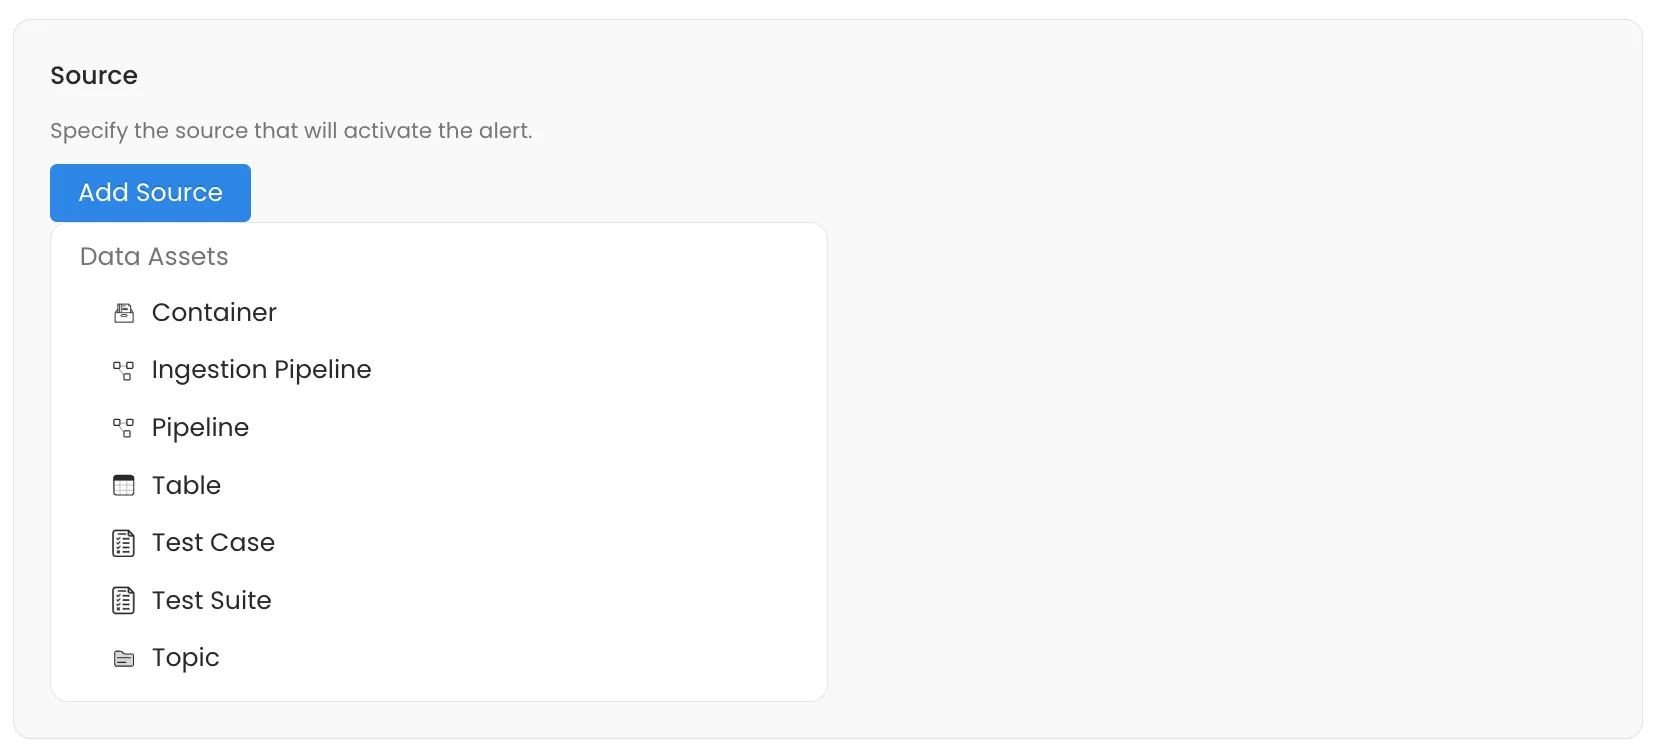 Source
Specify the source that will activate the alert.
Add Source
Data Assets
Container
Ingestion Pipeline
Pipeline
Table
Test Case
Test Suite
Topic